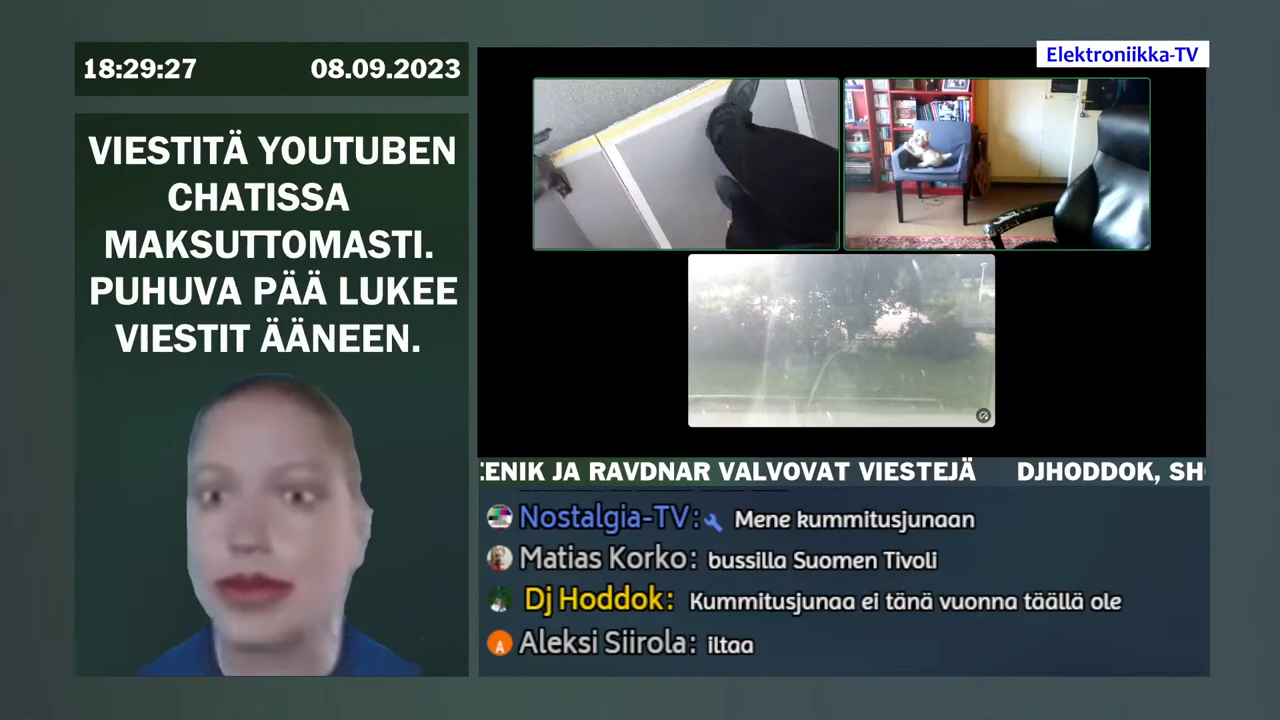 18:29:27 08.09.2023
VIESTITÄ YOUTUBEN
CHATISSA
MAKSUTTOMASTI.
PUHUVA PÄÄ LUKEE
VIESTIT ÄÄNEEN.
Elektroniikka-TV
JA RAVDNAR VALVOVAT VIESTEJÄ DJHODDOK,
Nostalgia-TV: Mene kummitusjunaan
Matias Korko: bussilla Suomen Tivoli
Dj Hoddok: Kummitusjunaa ei tänä vuonna täällä ole
A Aleksi Siirola: iltaa